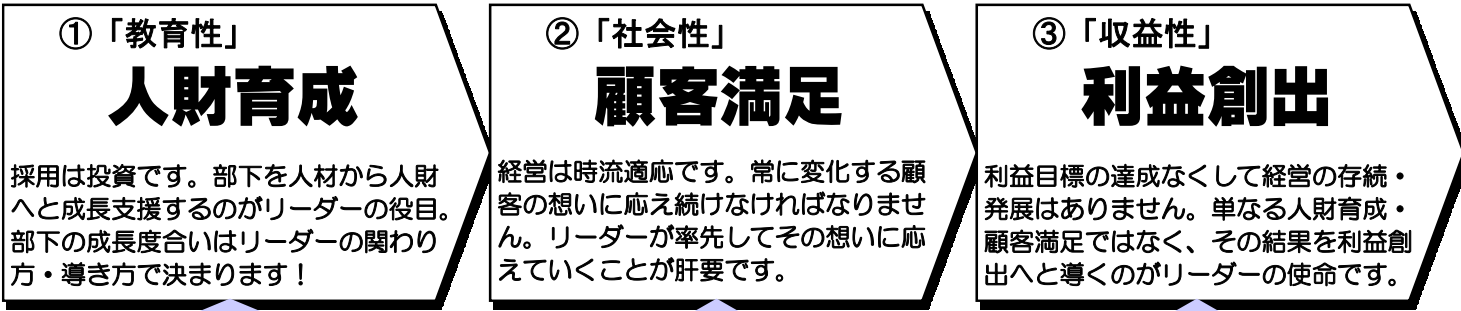 ①「教育性」
人財育成
採用は投資です。部下を人材から人財
へと成長支援するのがリーダーの役目。
部下の成長度合いはリーダーの関わり
方・導き方で決まります！
②「社会性」
顧客満足
経営は時流適応です。常に変化する顧
客の想いに応え続けなければなりませ
ん。リーダーが率先してその想いに応
えていくことが肝要です。
③「収益性」
利益創出
利益目標の達成なくして経営の存続・
発展はありません。単なる人財育成・
顧客満足ではなく、その結果を利益創
出へと導くのがリーダーの使命です。